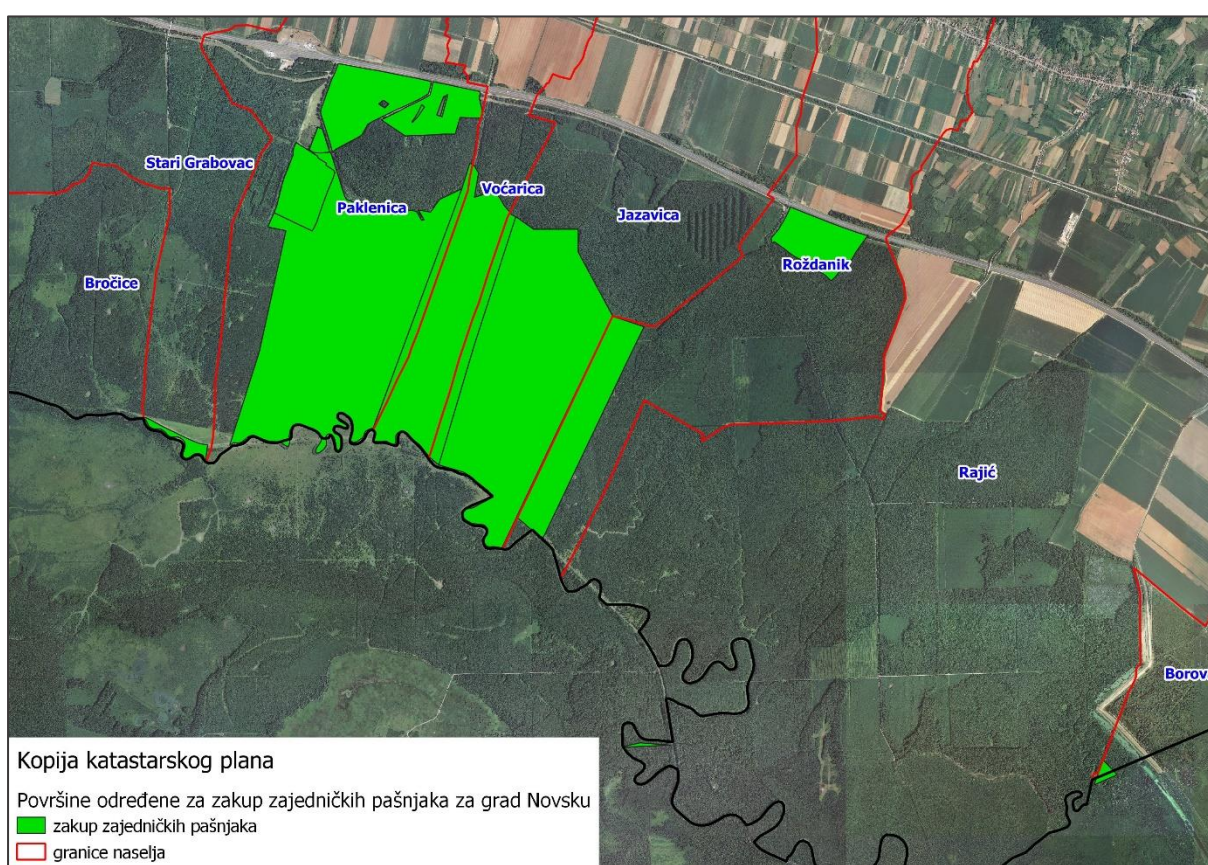 Stari Grabovac
Voćarica
Paklenica
Jazavica
Roždanik
Bročice
Rajić
Borov
Kopija katastarskog plana
Površine određene za zakup zajedničkih pašnjaka za grad Novsku
zakup zajedničkih pašnjaka
granice naselja